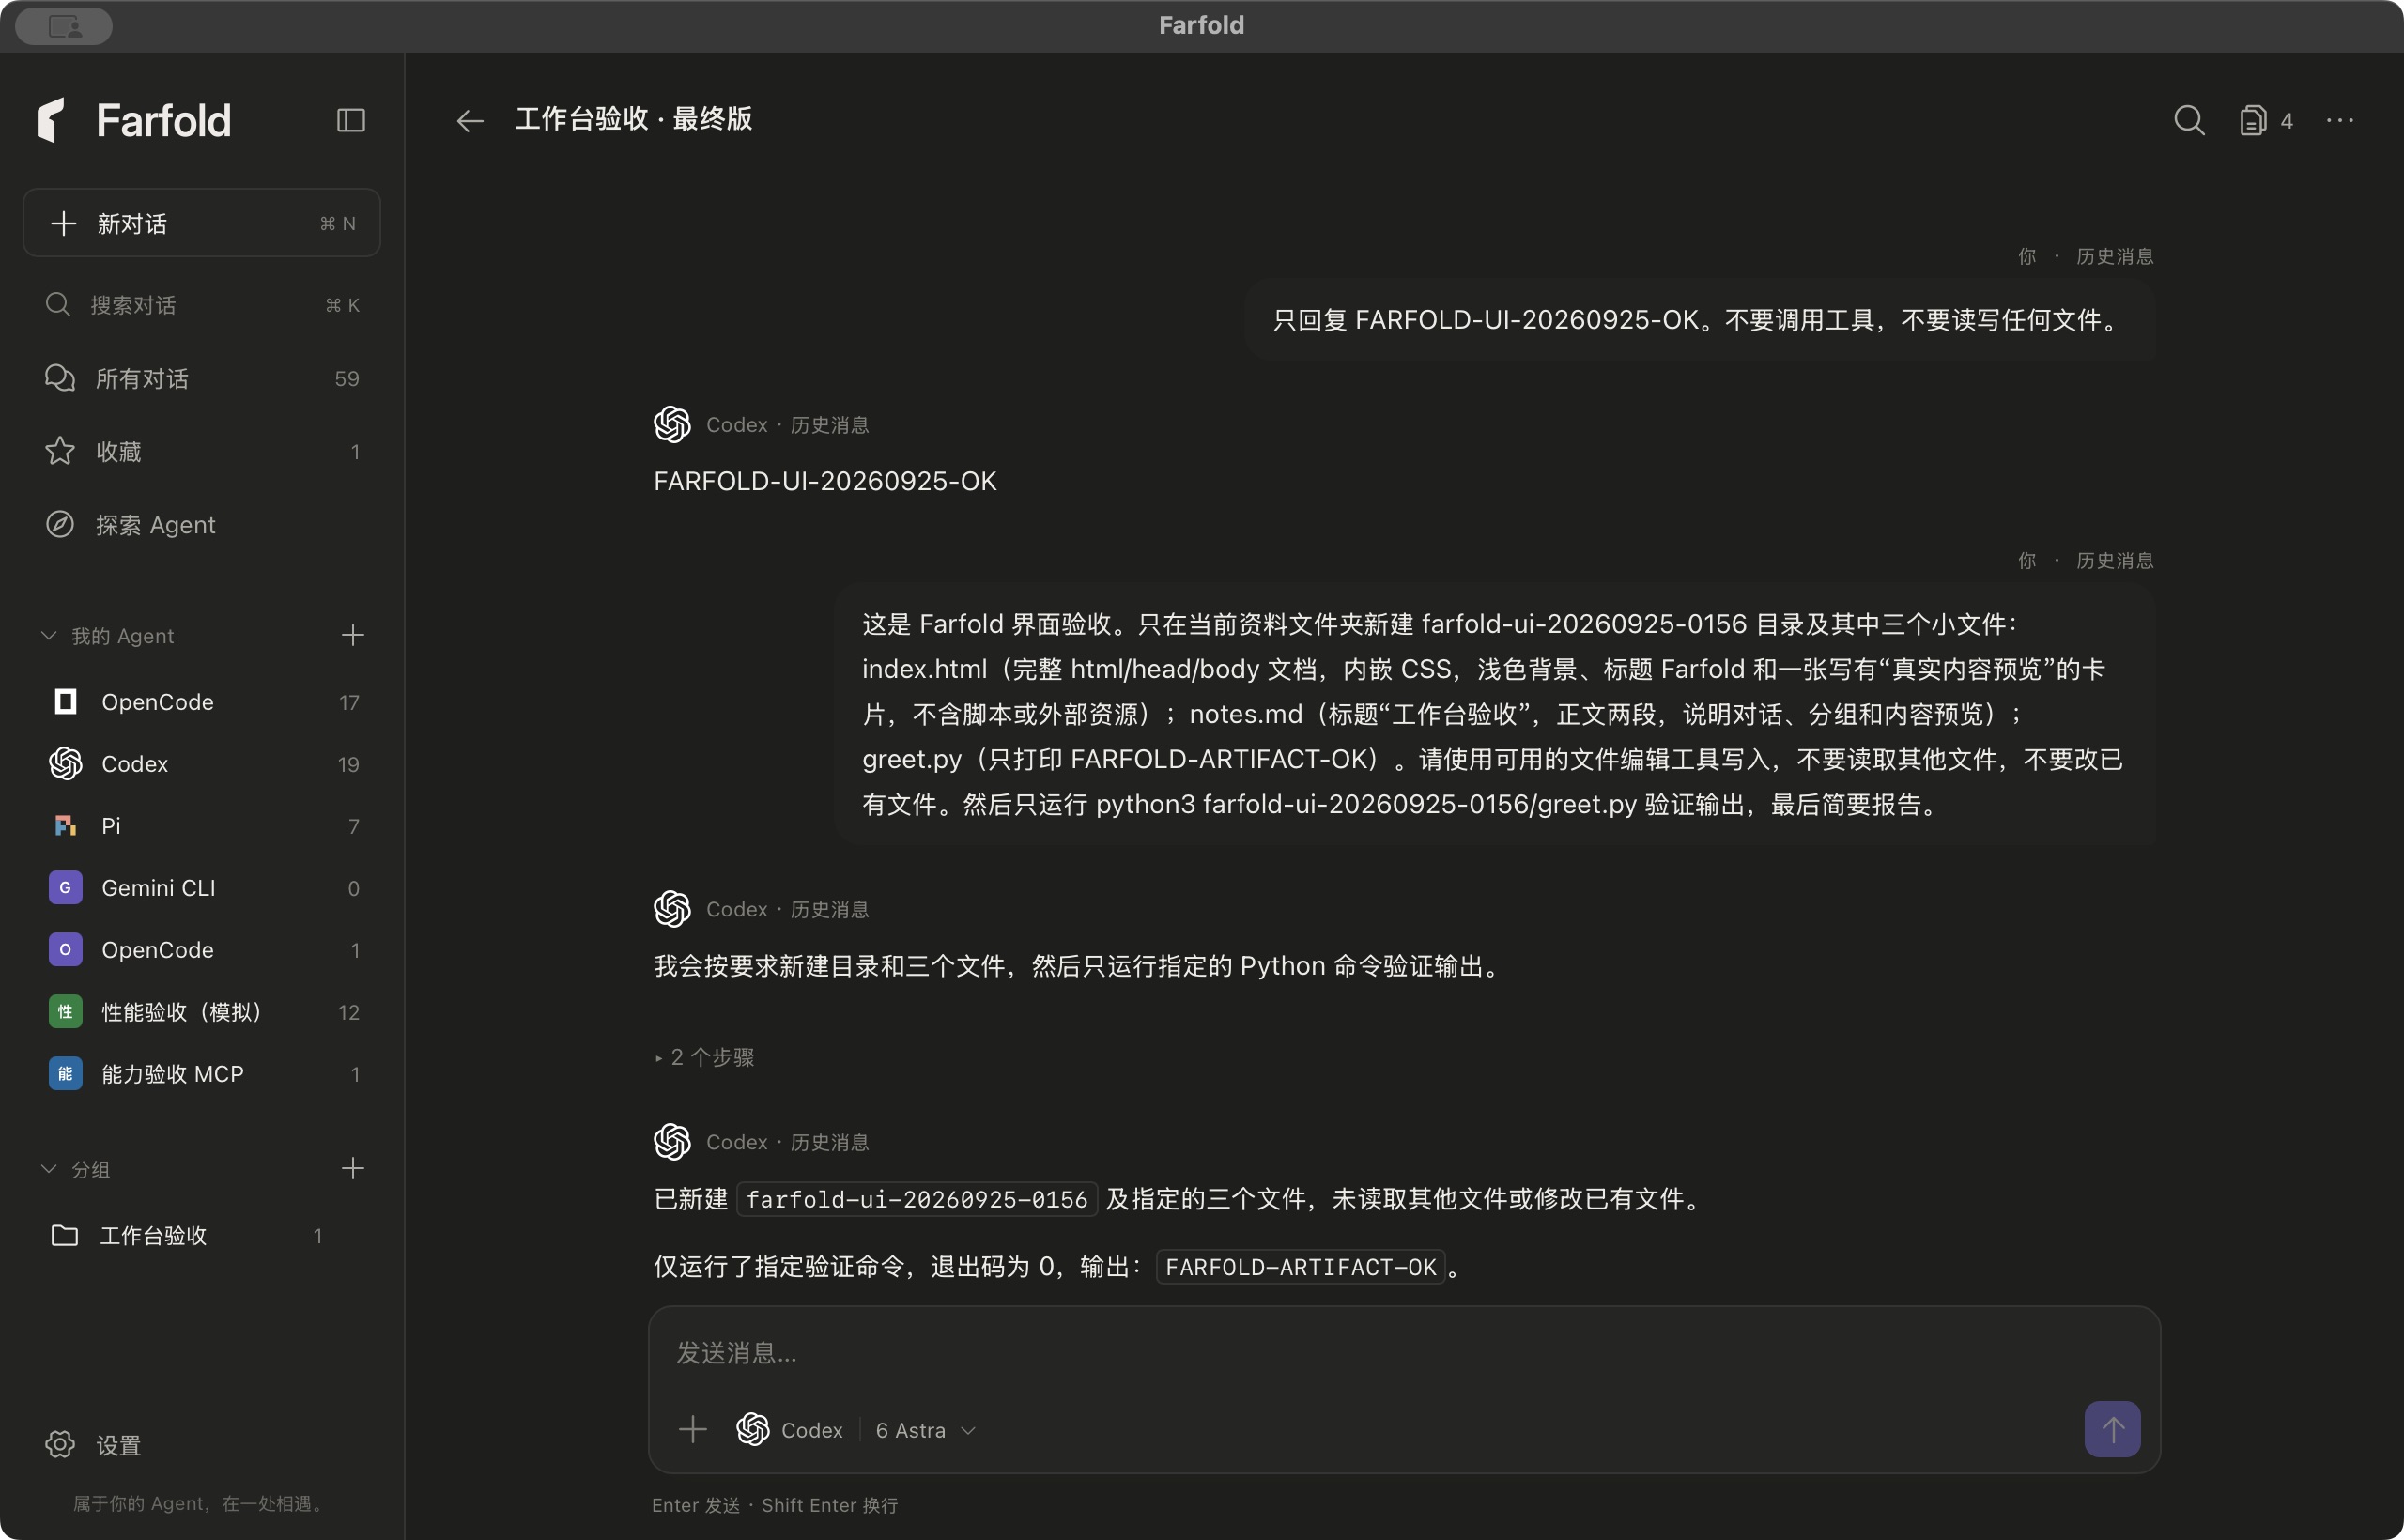 Farfold
Farfold
新对话 ⌘ N
搜索对话 ⌘ K
所有对话 59
收藏 1
探索 Agent
我的 Agent
OpenCode 17
Codex 19
Pi 7
G Gemini CLI 0
O OpenCode 1
性 性能验收（模拟） 12
能 能力验收 MCP 1
分组
工作台验收 1
设置
属于你的 Agent，在一处相遇。
工作台验收 · 最终版
4
你 · 历史消息
只回复 FARFOLD-UI-20260925-OK。不要调用工具，不要读写任何文件。
Codex · 历史消息
FARFOLD-UI-20260925-OK
你 · 历史消息
这是 Farfold 界面验收。只在当前资料文件夹新建 farfold-ui-20260925-0156 目录及其中三个小文件：
index.html（完整 html/head/body 文档，内嵌 CSS，浅色背景、标题 Farfold 和一张写有“真实内容预览”的卡
片，不含脚本或外部资源）；notes.md（标题“工作台验收”，正文两段，说明对话、分组和内容预览）；
greet.py（只打印 FARFOLD-ARTIFACT-OK）。请使用可用的文件编辑工具写入，不要读取其他文件，不要改已
有文件。然后只运行 python3 farfold-ui-20260925-0156/greet.py 验证输出，最后简要报告。
Codex · 历史消息
我会按要求新建目录和三个文件，然后只运行指定的 Python 命令验证输出。
2 个步骤
Codex · 历史消息
已新建 farfold-ui-20260925-0156 及指定的三个文件，未读取其他文件或修改已有文件。
仅运行了指定验证命令，退出码为 0，输出：FARFOLD-ARTIFACT-OK。
发送消息...
Codex 6 Astra
Enter 发送 · Shift Enter 换行